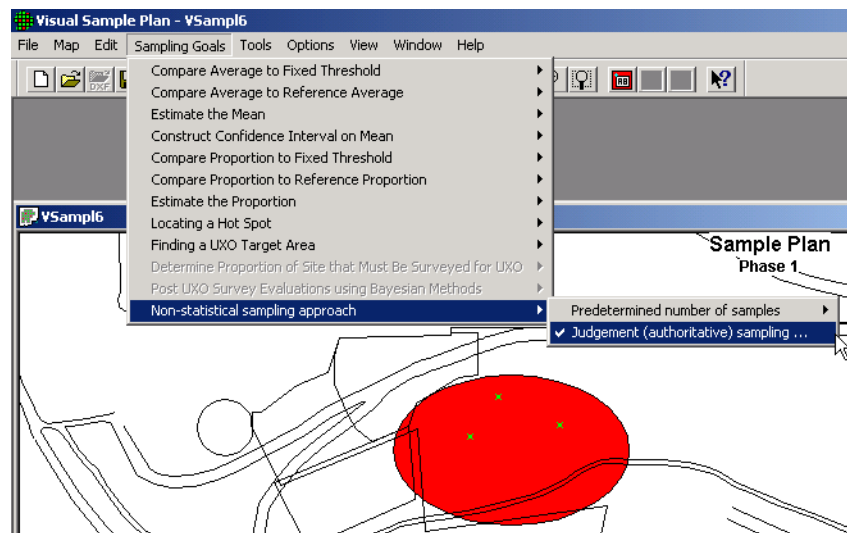 Visual Sample Plan - VSampl6
File Map Edit Sampling Goals Tools Options View Window Help
DXF
Compare Average to Fixed Threshold
Compare Average to Reference Average
Estimate the Mean
Construct Confidence Interval on Mean
Compare Proportion to Fixed Threshold
Compare Proportion to Reference Proportion
Estimate the Proportion
Locating a Hot Spot
Finding a UXO Target Area
Determine Proportion of Site that Must Be Surveyed for UXO
Post UXO Survey Evaluations using Bayesian Methods
Non-statistical sampling approach
Predetermined number of samples
Judgement (authoritative) sampling ...
VSampl6
Sample Plan
Phase 1